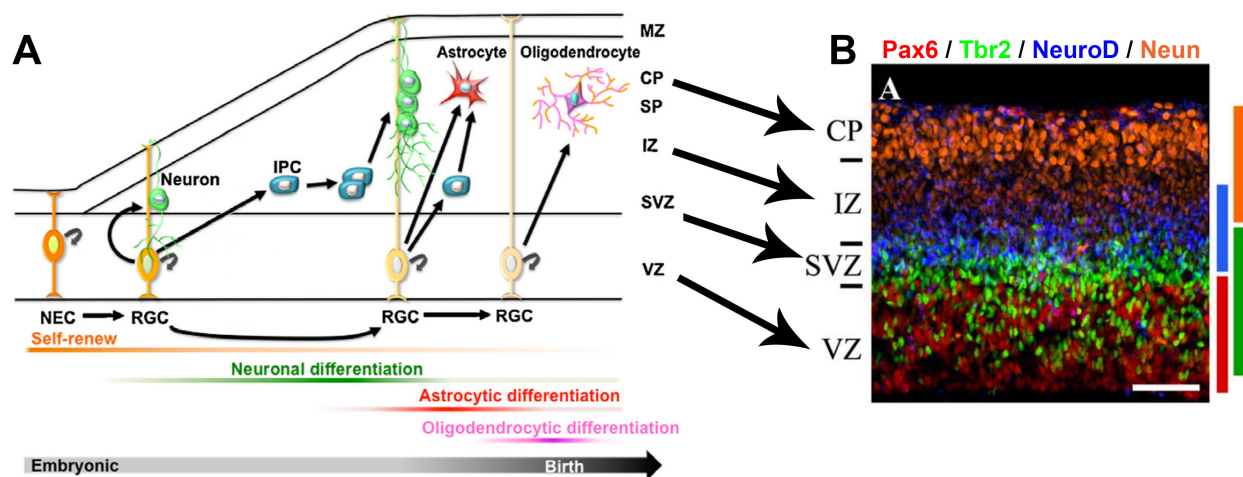 A
Astrocyte
Oligodendrocyte
MZ
CP
SP
IZ
SVZ
VZ
IPC
Neuron
NEC
RGC
RGC
RGC
Self-renew
Neuronal differentiation
Astrocytic differentiation
Oligodendrocytic differentiation
Embryonic
Birth
B
Pax6 / Tbr2 / NeuroD / Neun
A
CP
IZ
SVZ
VZ